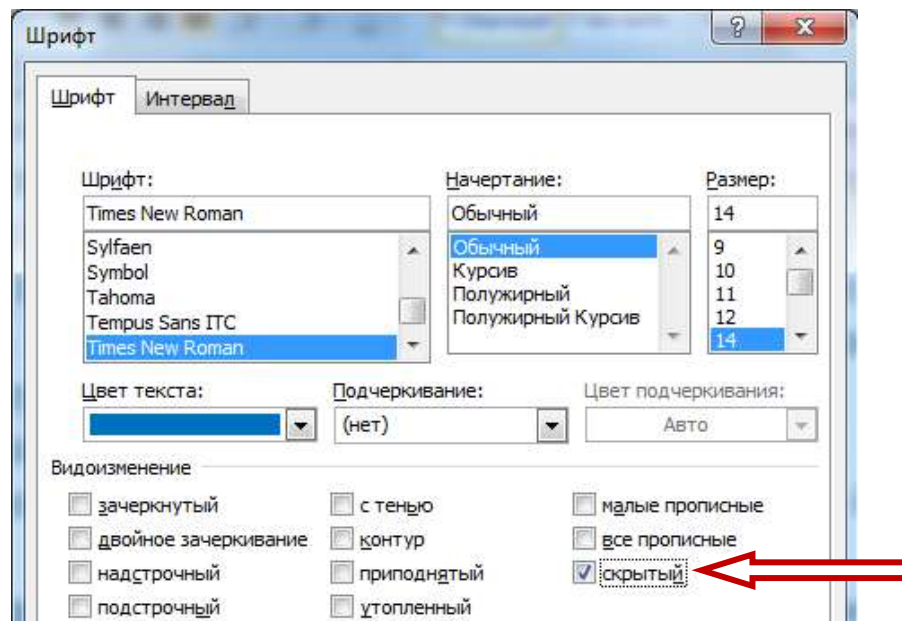 Шрифт
Шрифт Интервал
Шрифт: Начертание: Размер:
Times New Roman Обычный 14
Sylfaen Обычный 9
Symbol Курсив 10
Tahoma Полужирный 11
Tempus Sans ITC Полужирный Курсив 12
Times New Roman 14
Цвет текста: Подчеркивание: Цвет подчеркивания:
(нет) Авто
Видоизменение
зачеркнутый с тенью малые прописные
двойное зачеркивание контур все прописные
надстрочный приподнятый скрытый
подстрочный утопленный